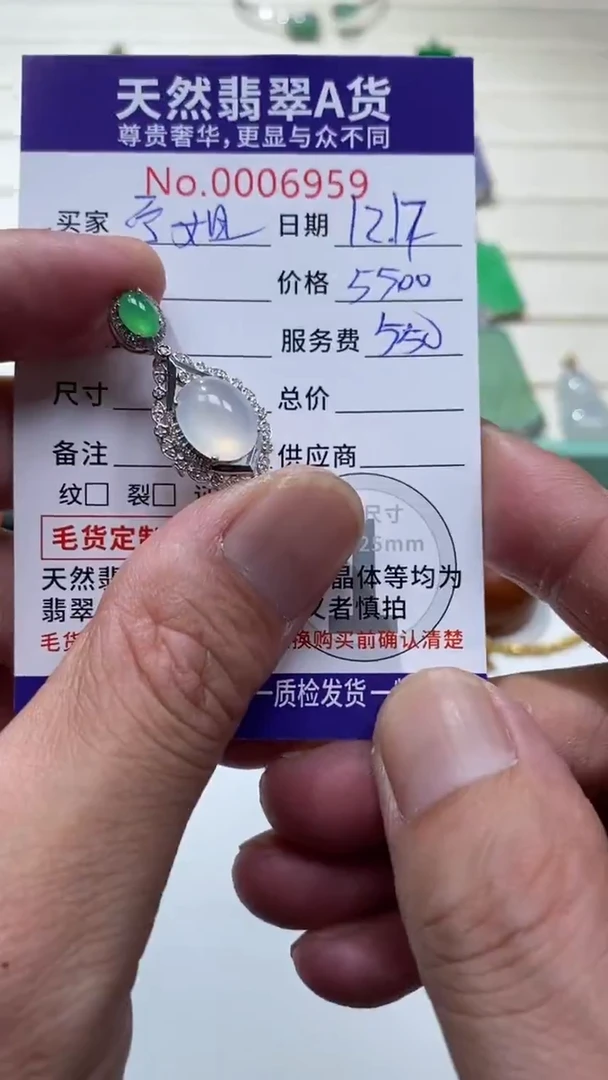 天然翡翠A货
尊贵奢华,更显与众不同
No.0006959
买家 日期 12.17
价格 5500
服务费 550
尺寸 总价
备注 供应商
纹□ 裂□
尺寸
25mm
毛货定制
天然翡 晶体等均为
翡翠 者慎拍
毛货 换购买前确认清楚
一质检发货一